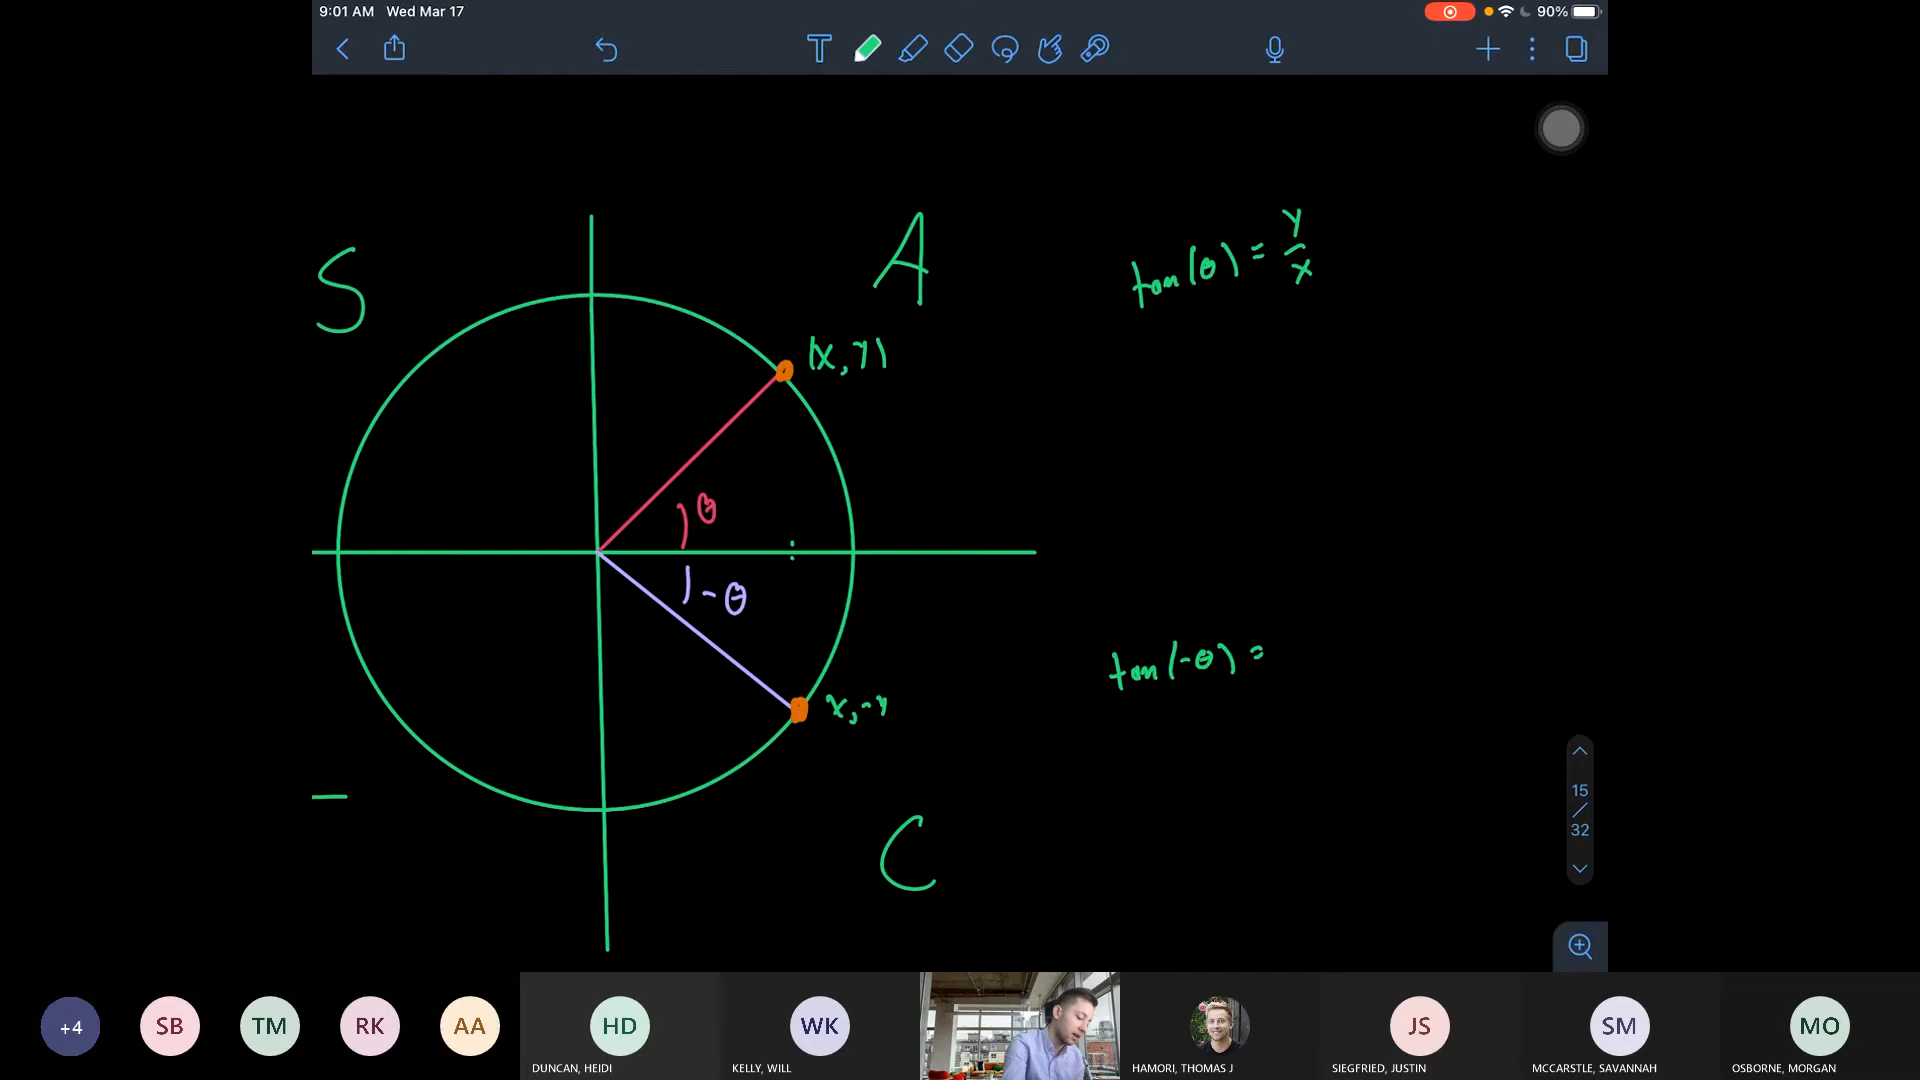 9:01 AM Wed Mar 17
90%
T
S
A
tan(θ) = y/x
(x, y)
θ
-θ
tan(-θ) =
x, -y
15
/
32
C
+4
SB
TM
RK
AA
HD
WK
JS
SM
MO
DUNCAN, HEIDI
KELLY, WILL
HAMORI, THOMAS J
SIEGFRIED, JUSTIN
MCCARSTLE, SAVANNAH
OSBORNE, MORGAN